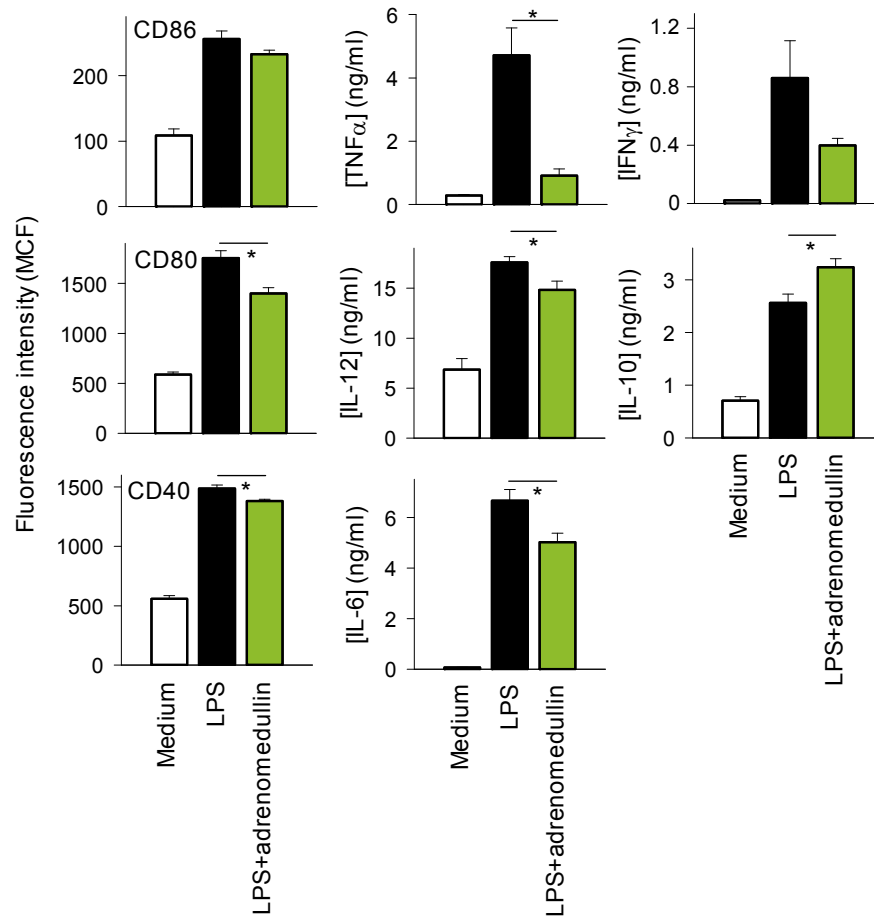 Fluorescence intensity (MCF)
CD86
200
100
0
CD80
1500
1000
500
0
CD40
1500
1000
500
0
Medium
LPS
LPS+adrenomedullin
[TNFα] (ng/ml)
6
4
2
0
*
[IL-12] (ng/ml)
15
10
5
0
*
[IL-6] (ng/ml)
6
4
2
0
*
Medium
LPS
LPS+adrenomedullin
[IFNγ] (ng/ml)
1.2
0.8
0.4
0
[IL-10] (ng/ml)
3
2
1
0
*
Medium
LPS
LPS+adrenomedullin
*
*